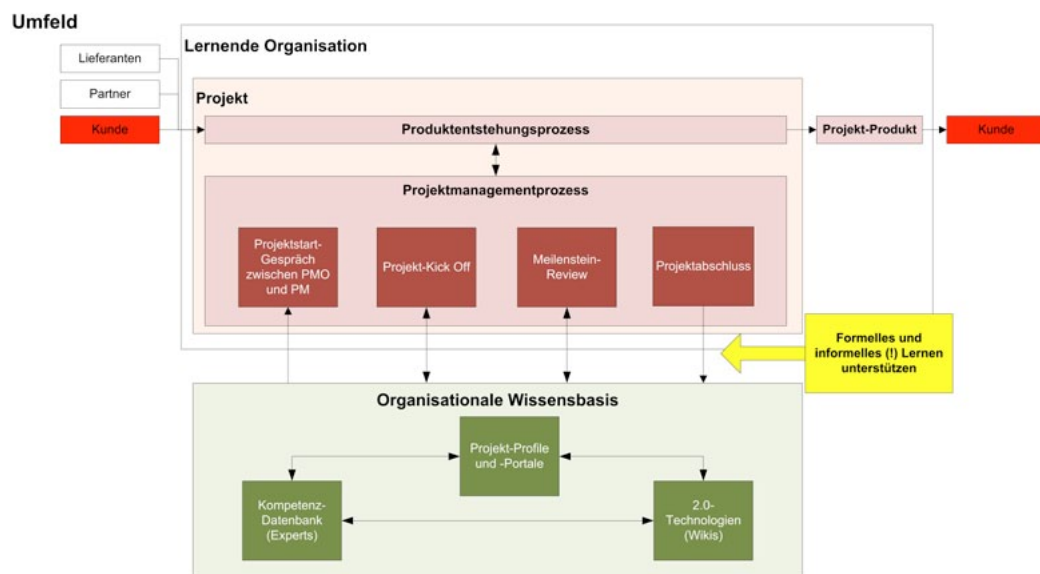 Umfeld
Lernende Organisation
Lieferanten
Partner
Kunde
Projekt
Produktentstehungsprozess
Projekt-Produkt
Kunde
Projektmanagementprozess
Projektstart-
Gespräch
zwischen PMO
und PM
Projekt-Kick Off
Meilenstein-
Review
Projektabschluss
Formelles und
informelles (!) Lernen
unterstützen
Organisationale Wissensbasis
Projekt-Profile
und -Portale
Kompetenz-
Datenbank
(Experts)
2.0-
Technologien
(Wikis)